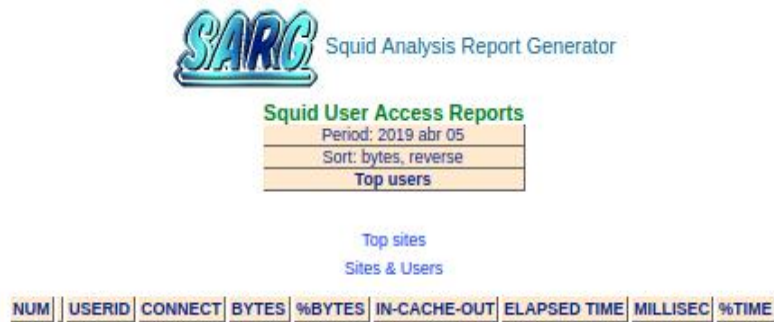 SARG Squid Analysis Report Generator
Squid User Access Reports
Period: 2019 abr 05
Sort: bytes, reverse
Top users
Top sites
Sites & Users
NUM USERID CONNECT BYTES %BYTES IN-CACHE-OUT ELAPSED TIME MILLISEC %TIME